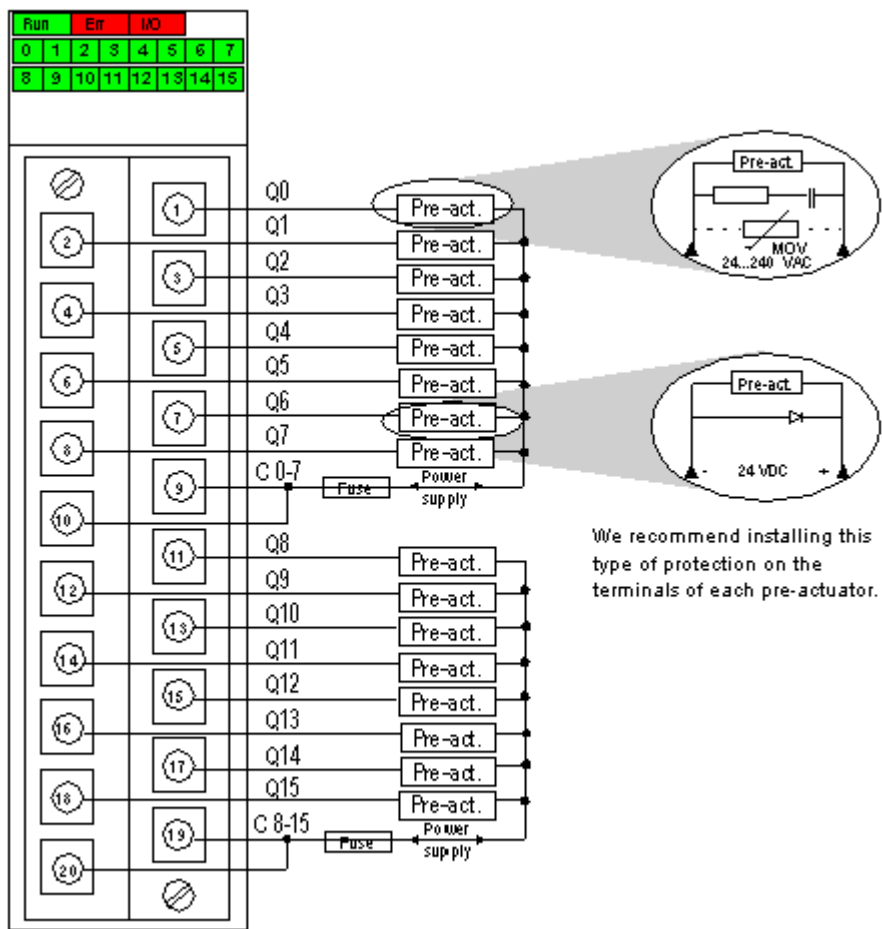 Run Err I/O
0 1 2 3 4 5 6 7
8 9 10 11 12 13 14 15
1 Q0 Pre-act.
2 Q1 Pre-act.
3 Q2 Pre-act.
4 Q3 Pre-act.
5 Q4 Pre-act.
6 Q5 Pre-act.
7 Q6 Pre-act.
8 Q7 Pre-act.
9 C 0-7 Fuse Power
supply
10
11 Q8 Pre-act.
12 Q9 Pre-act.
13 Q10 Pre-act.
14 Q11 Pre-act.
15 Q12 Pre-act.
16 Q13 Pre-act.
17 Q14 Pre-act.
18 Q15 Pre-act.
19 C 8-15 Fuse Power
supply
20
Pre-act.
MOV
24...240 VAC
Pre-act.
- 24 VDC +
We recommend installing this
type of protection on the
terminals of each pre-actuator.